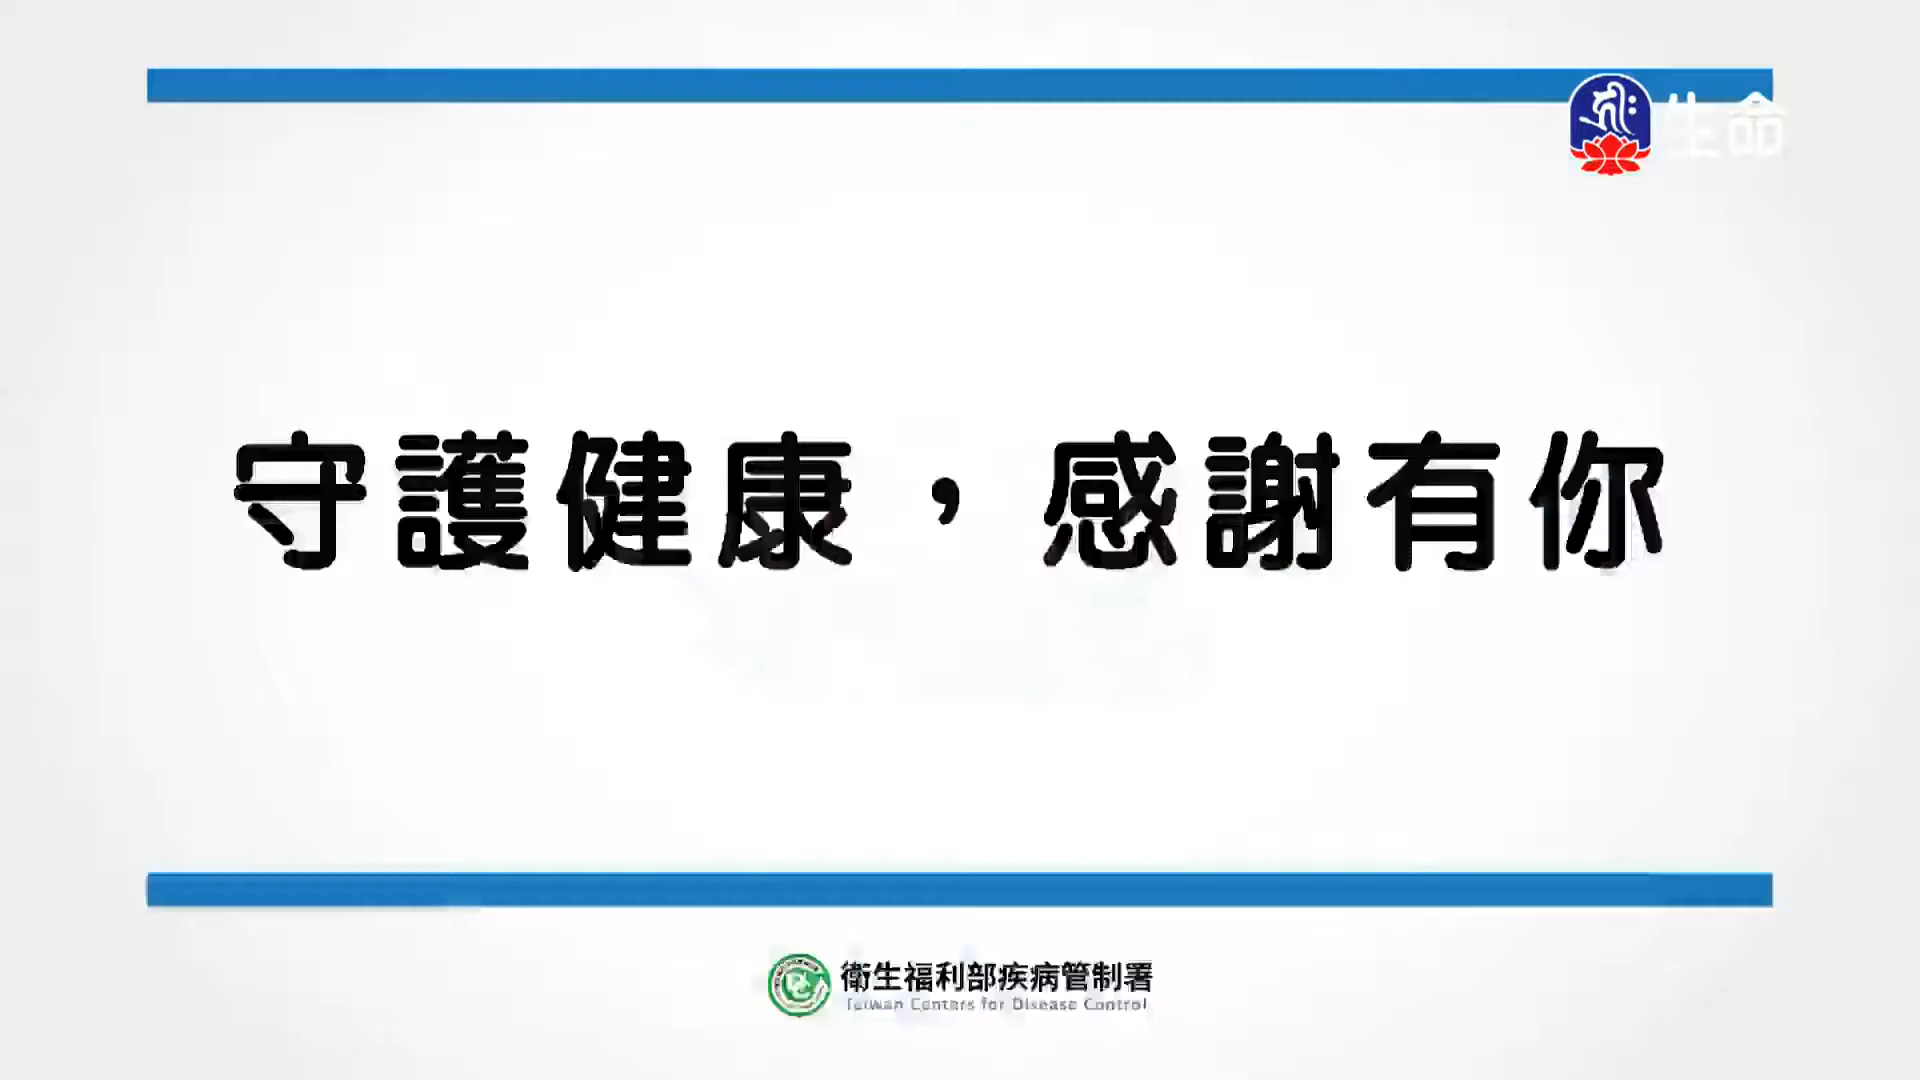 生命
守護健康，感謝有你
衛生福利部疾病管制署
Taiwan Centers for Disease Control